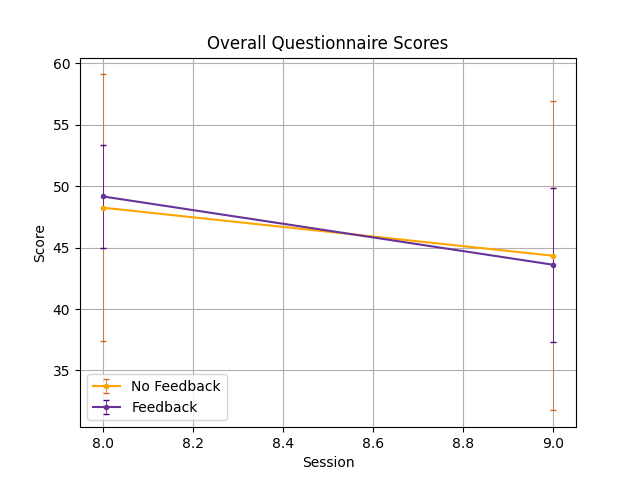 Overall Questionnaire Scores
60
55
50
45
40
35
Score
No Feedback
Feedback
8.0 8.2 8.4 8.6 8.8 9.0
Session